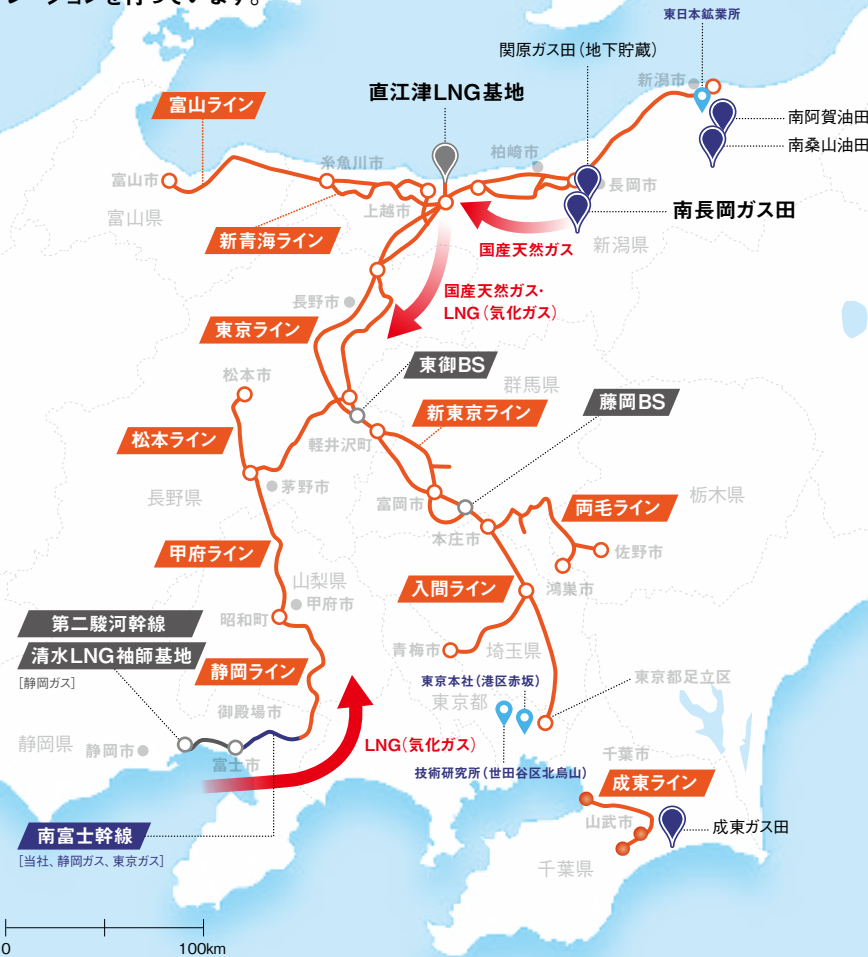 東日本鉱業所
関原ガス田（地下貯蔵）
新潟市
直江津LNG基地
富山ライン
南阿賀油田
南桑山油田
柏崎市
糸魚川市
富山市
長岡市
上越市
富山県
南長岡ガス田
新青海ライン
国産天然ガス
新潟県
国産天然ガス・
LNG（気化ガス）
長野市
東京ライン
東御BS
松本市
群馬県
藤岡BS
新東京ライン
松本ライン
軽井沢町
茅野市
長野県
富岡市
栃木県
両毛ライン
本庄市
佐野市
甲府ライン
山梨県
入間ライン
鴻巣市
甲府市
第二駿河幹線
昭和町
青梅市
埼玉県
清水LNG袖師基地
［静岡ガス］
静岡ライン
東京本社（港区赤坂）
東京都足立区
東京都
御殿場市
静岡県
静岡市
LNG（気化ガス）
富士市
技術研究所（世田谷区北烏山）
千葉市
成東ライン
山武市
成東ガス田
南富士幹線
［当社、静岡ガス、東京ガス］
千葉県
0
100km